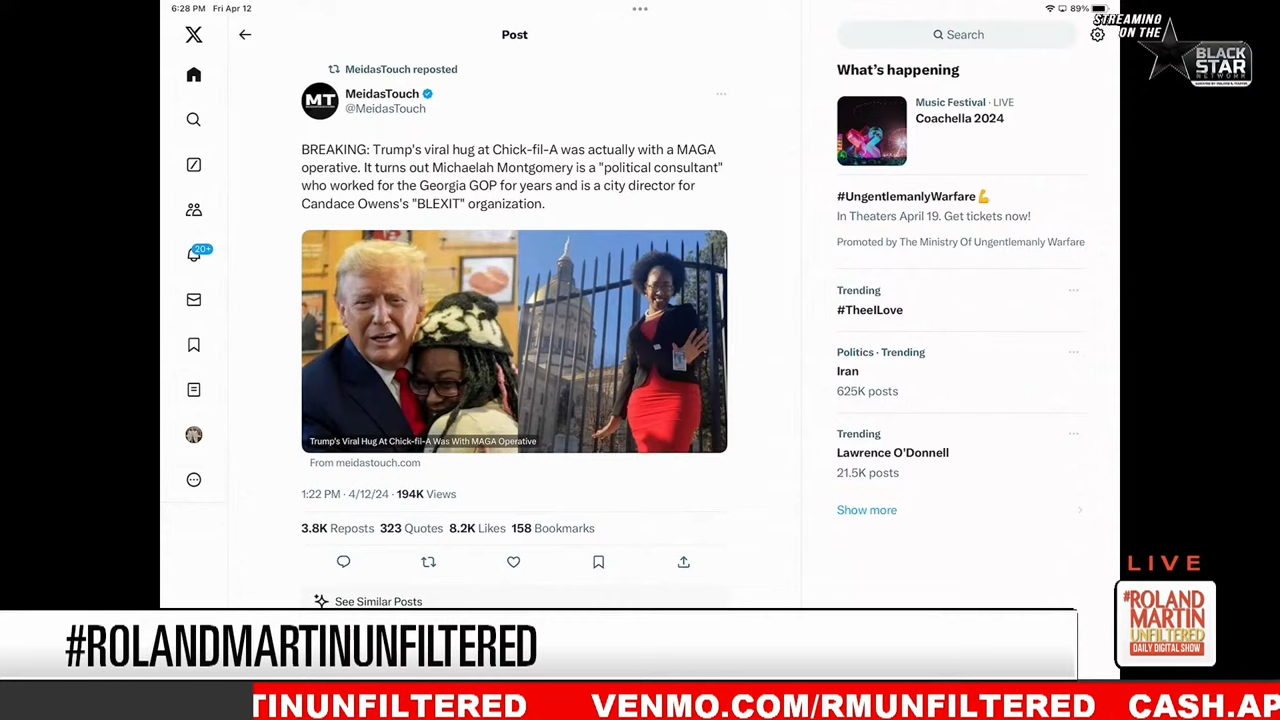 6:28 PM Fri Apr 12
89%
STREAMING
ON THE
BLACK
STAR
NETWORK
Post
Search
MeidasTouch reposted
MT
MeidasTouch
@MeidasTouch
BREAKING: Trump's viral hug at Chick-fil-A was actually with a MAGA
operative. It turns out Michaelah Montgomery is a "political consultant"
who worked for the Georgia GOP for years and is a city director for
Candace Owens's "BLEXIT" organization.
Trump's Viral Hug At Chick-fil-A Was With MAGA Operative
From meidastouch.com
1:22 PM · 4/12/24 · 194K Views
3.8K Reposts 323 Quotes 8.2K Likes 158 Bookmarks
See Similar Posts
20+
What's happening
Music Festival · LIVE
Coachella 2024
#UngentlemanlyWarfare💪
In Theaters April 19. Get tickets now!
Promoted by The Ministry Of Ungentlemanly Warfare
Trending
#TheeILove
Politics · Trending
Iran
625K posts
Trending
Lawrence O'Donnell
21.5K posts
Show more
LIVE
#ROLAND
MARTIN
UNFILTERED
DAILY DIGITAL SHOW
#ROLANDMARTINUNFILTERED
TINUNFILTERED VENMO.COM/RMUNFILTERED CASH.AP